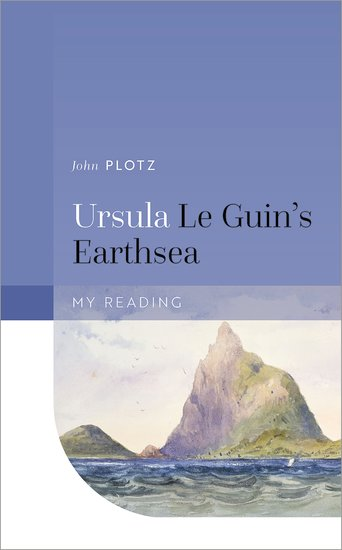 John PLOTZ
Ursula Le Guin's
Earthsea
MY READING